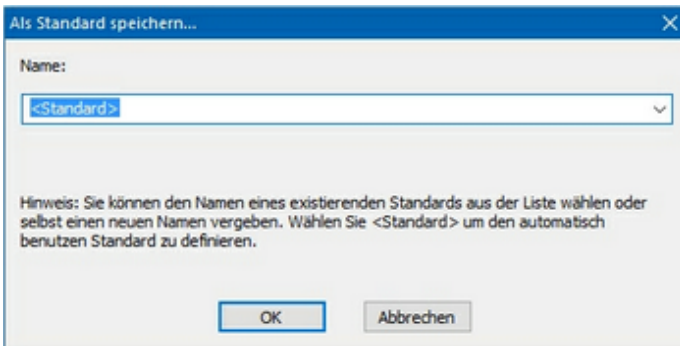 Als Standard speichern...
Name:
<Standard>
Hinweis: Sie können den Namen eines existierenden Standards aus der Liste wählen oder
selbst einen neuen Namen vergeben. Wählen Sie <Standard> um den automatisch
benutzen Standard zu definieren.
OK
Abbrechen